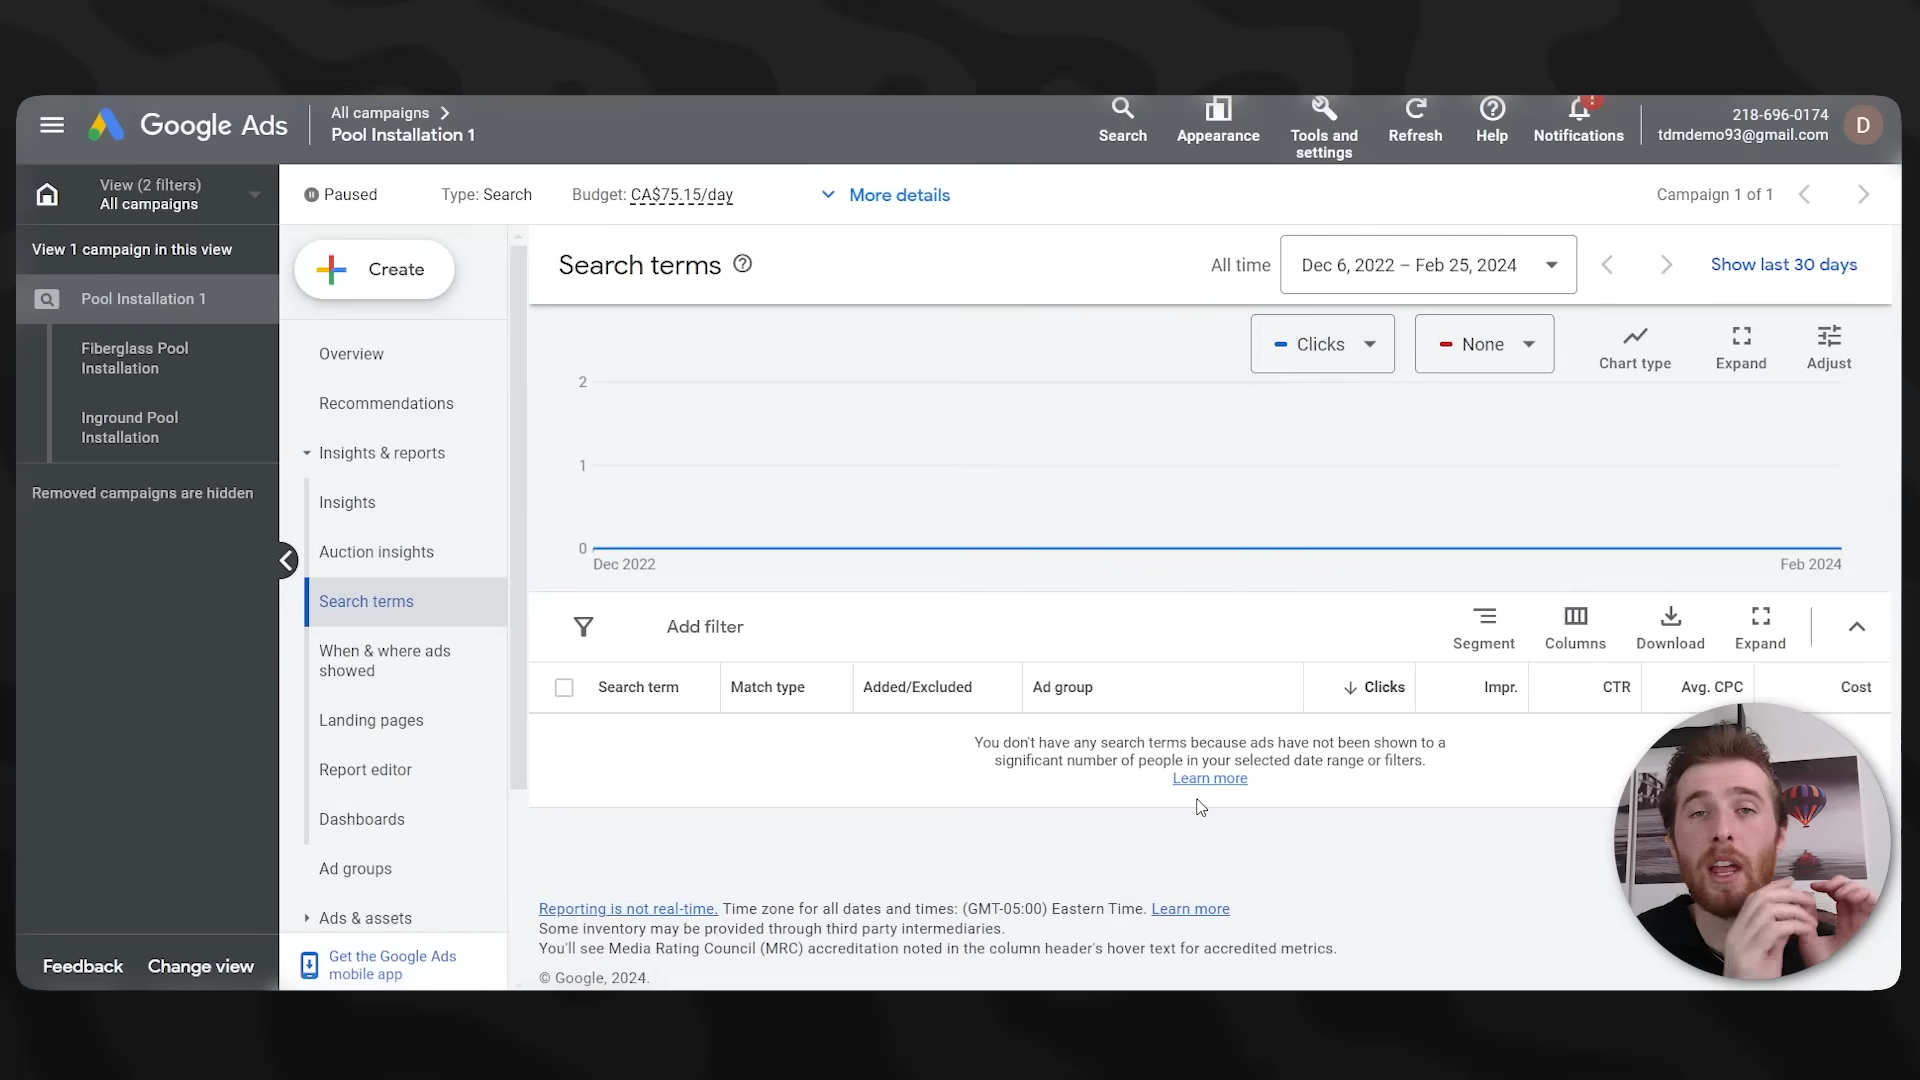 Google Ads
All campaigns
Pool Installation 1
Search
Appearance
Tools and
settings
Refresh
Help
Notifications
!
218-696-0174
tdmdemo93@gmail.com
D
View (2 filters)
All campaigns
Paused
Type: Search
Budget: CA$75.15/day
More details
Campaign 1 of 1
View 1 campaign in this view
Pool Installation 1
Fiberglass Pool
Installation
Inground Pool
Installation
Removed campaigns are hidden
Feedback
Change view
Create
Overview
Recommendations
Insights & reports
Insights
Auction insights
Search terms
When & where ads
showed
Landing pages
Report editor
Dashboards
Ad groups
Ads & assets
Get the Google Ads
mobile app
Search terms
All time
Dec 6, 2022 – Feb 25, 2024
Show last 30 days
Clicks
None
Chart type
Expand
Adjust
2
1
0
Dec 2022
Feb 2024
Add filter
Segment
Columns
Download
Expand
Search term
Match type
Added/Excluded
Ad group
Clicks
Impr.
CTR
Avg. CPC
Cost
You don't have any search terms because ads have not been shown to a
significant number of people in your selected date range or filters.
Learn more
Reporting is not real-time. Time zone for all dates and times: (GMT-05:00) Eastern Time. Learn more
Some inventory may be provided through third party intermediaries.
You'll see Media Rating Council (MRC) accreditation noted in the column header's hover text for accredited metrics.
© Google, 2024.